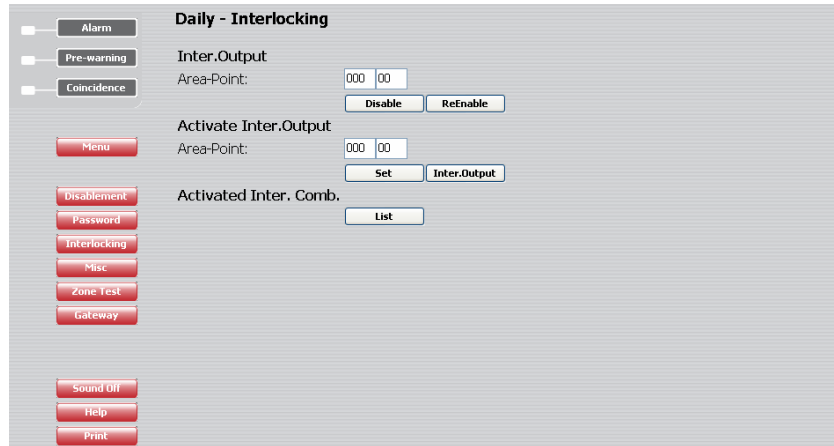 Alarm
Pre-warning
Coincidence
Menu
Disablement
Password
Interlocking
Misc
Zone Test
Gateway
Sound Off
Help
Print
Daily - Interlocking
Inter.Output
Area-Point: 000 00
Disable ReEnable
Activate Inter.Output
Area-Point: 000 00
Set Inter.Output
Activated Inter. Comb.
List